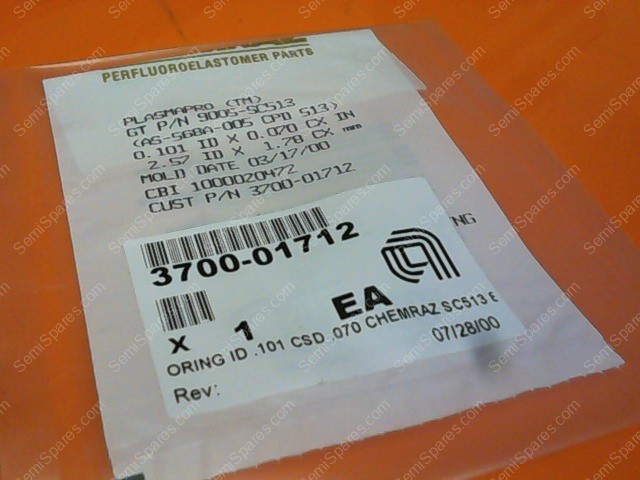 PERFLUOROELASTOMER PARTS
PLASMAPRO (TM)
GT P/N 9005-SC513
(AS-568A-005 CPD 513)
0.101 ID X 0.070 CX IN
2.57 ID X 1.78 CX mm
MOLD DATE 03/17/00
CBI 1000020472
CUST P/N 3700-01712
NG
3700-01712
X 1 EA
ORING ID .101 CSD .070 CHEMRAZ SC513 E
07/28/00
Rev:
SemiSpares.com